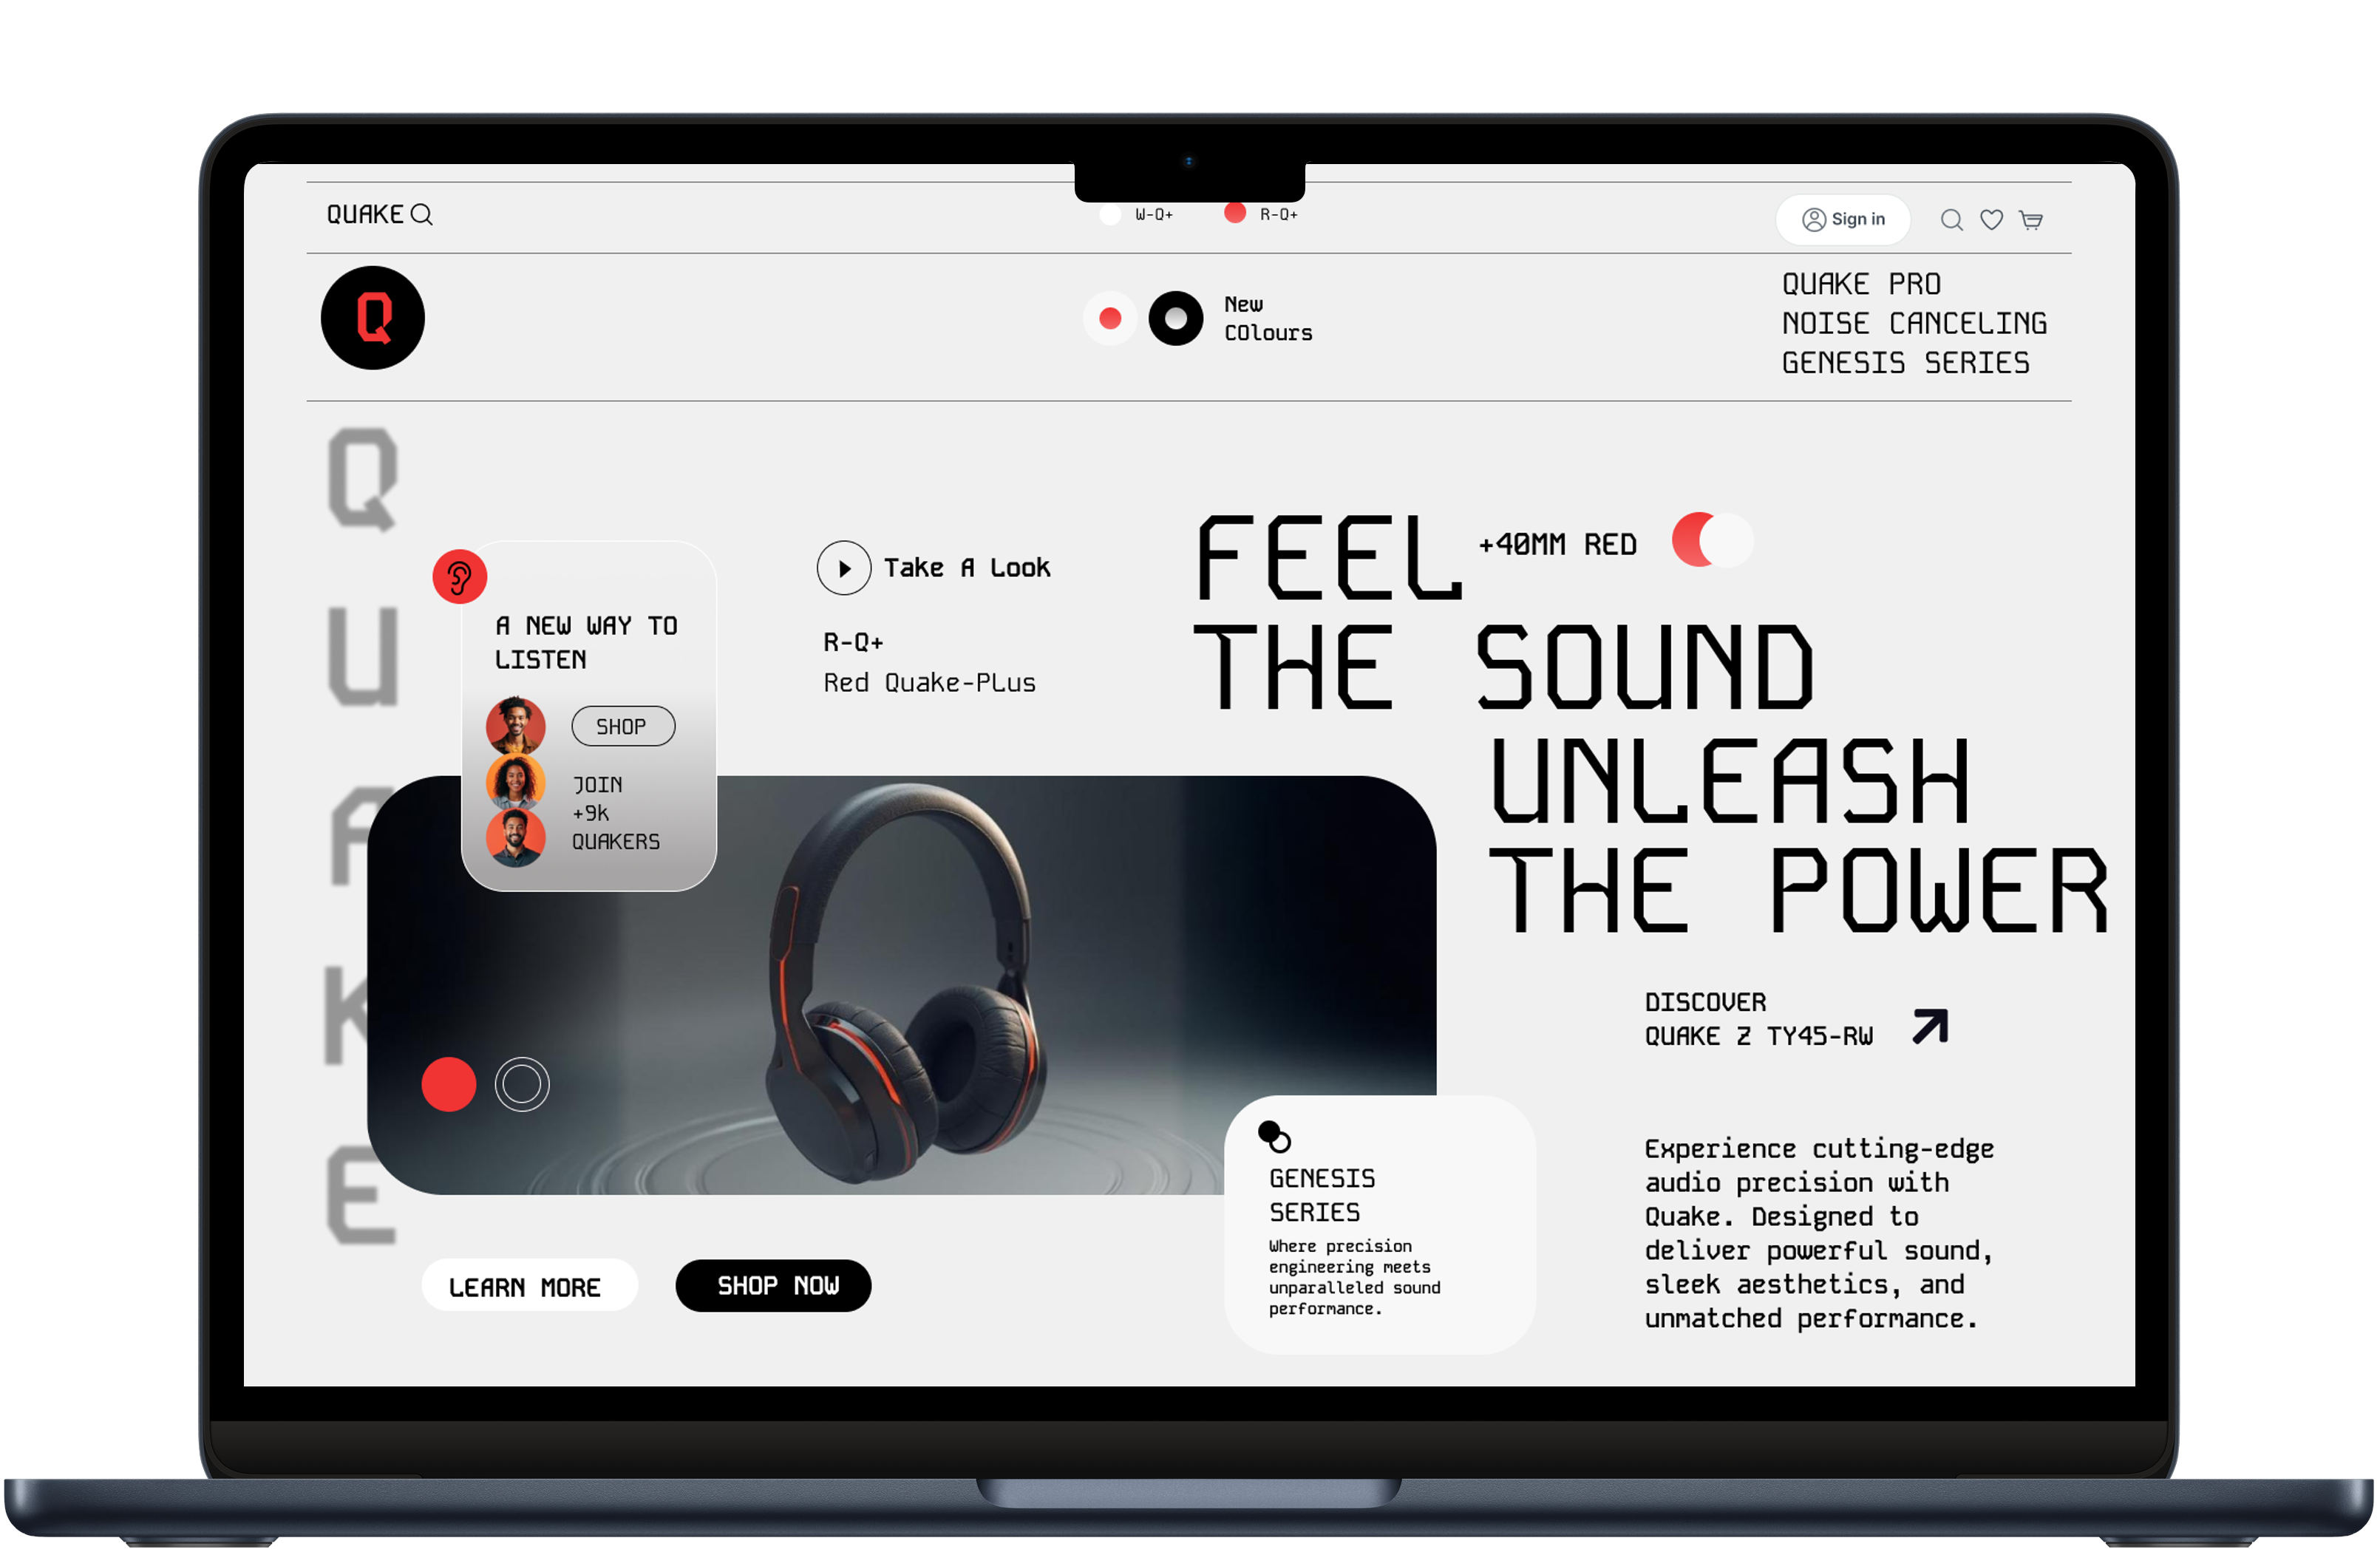 QUAKE
W-Q+
R-Q+
Sign in
Q
New
COlours
QUAKE PRO
NOISE CANCELING
GENESIS SERIES
Q
U
A
K
E
A NEW WAY TO
LISTEN
SHOP
JOIN
+9k
QUAKERS
Take A Look
R-Q+
Red Quake-PLus
FEEL
+40MM RED
THE SOUND
UNLEASH
THE POWER
DISCOVER
QUAKE Z TY45-RW
GENESIS
SERIES
Where precision
engineering meets
unparalleled sound
performance.
Experience cutting-edge
audio precision with
Quake. Designed to
deliver powerful sound,
sleek aesthetics, and
unmatched performance.
LEARN MORE
SHOP NOW